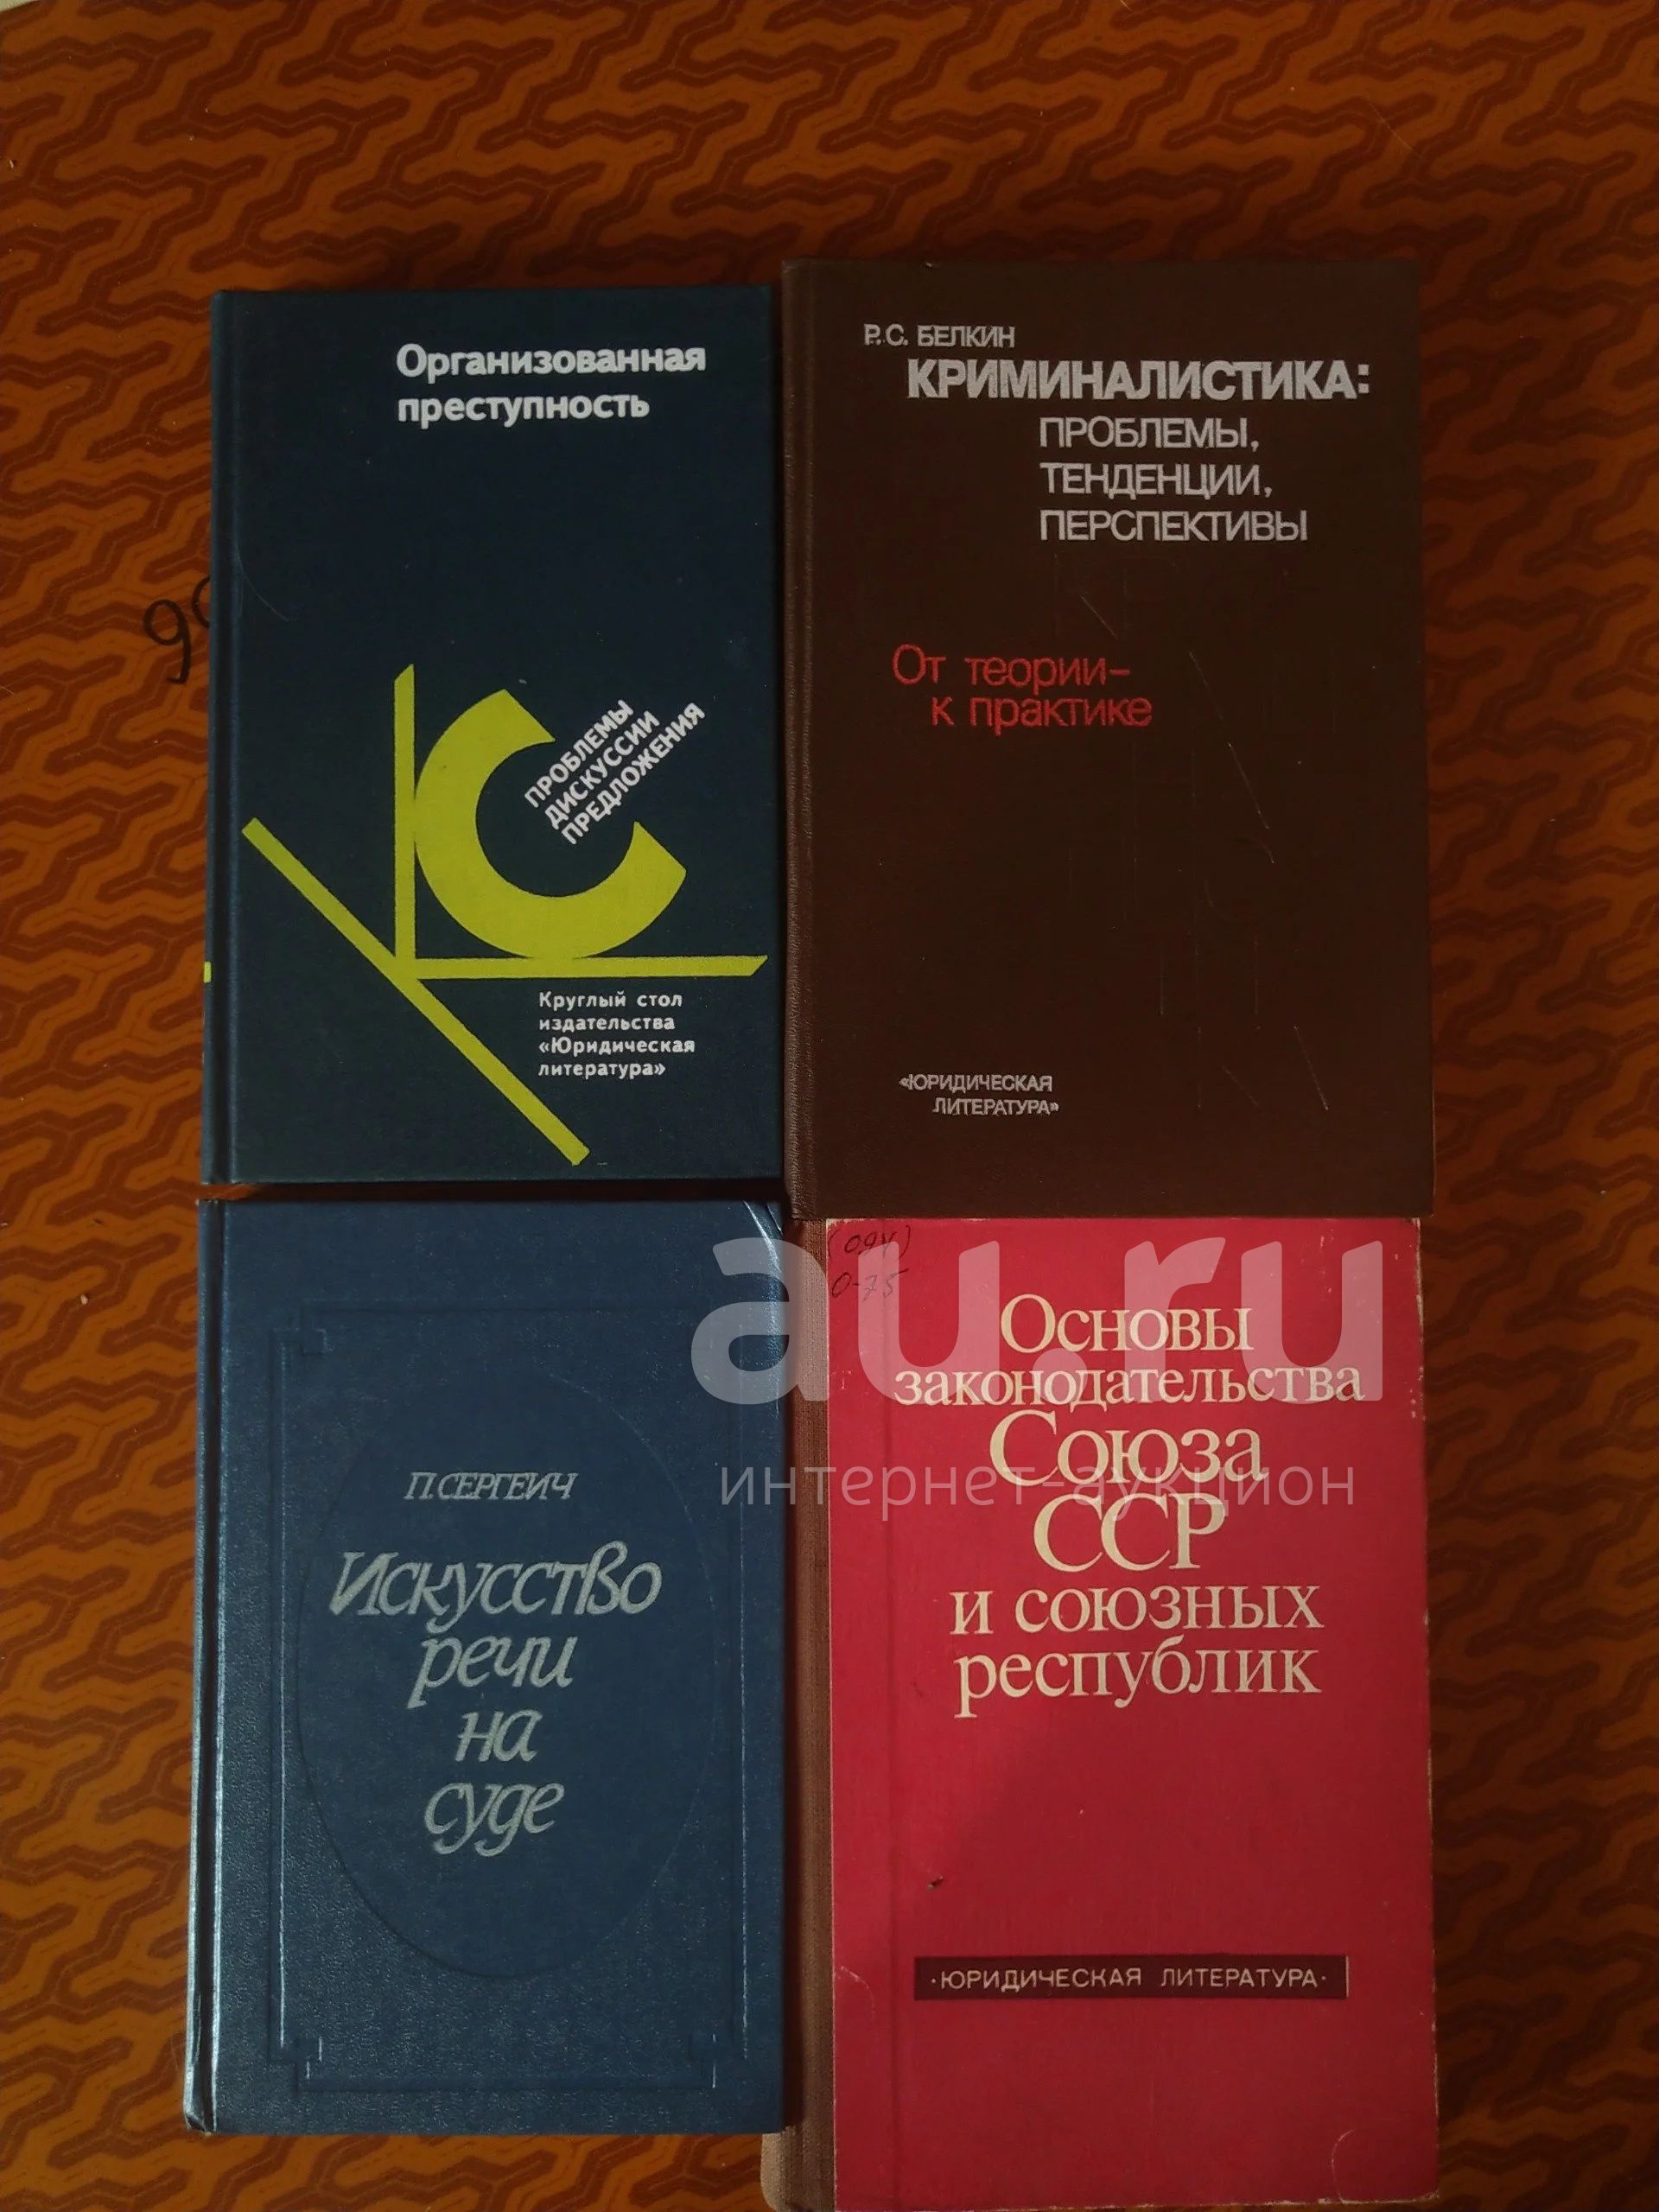 Организованная
преступность
ПРОБЛЕМЫ
ДИСКУССИИ
ПРЕДЛОЖЕНИЯ
Круглый стол
издательства
«Юридическая
литература»
Р.С. БЕЛКИН
КРИМИНАЛИСТИКА:
ПРОБЛЕМЫ,
ТЕНДЕНЦИИ,
ПЕРСПЕКТИВЫ
От теории–
к практике
«ЮРИДИЧЕСКАЯ
ЛИТЕРАТУРА»
П. СЕРГЕИЧ
Искусство
речи
на
суде
О-75
Основы
законодательства
Союза
ССР
и союзных
республик
·ЮРИДИЧЕСКАЯ ЛИТЕРАТУРА·
au.ru
интернет-аукцион